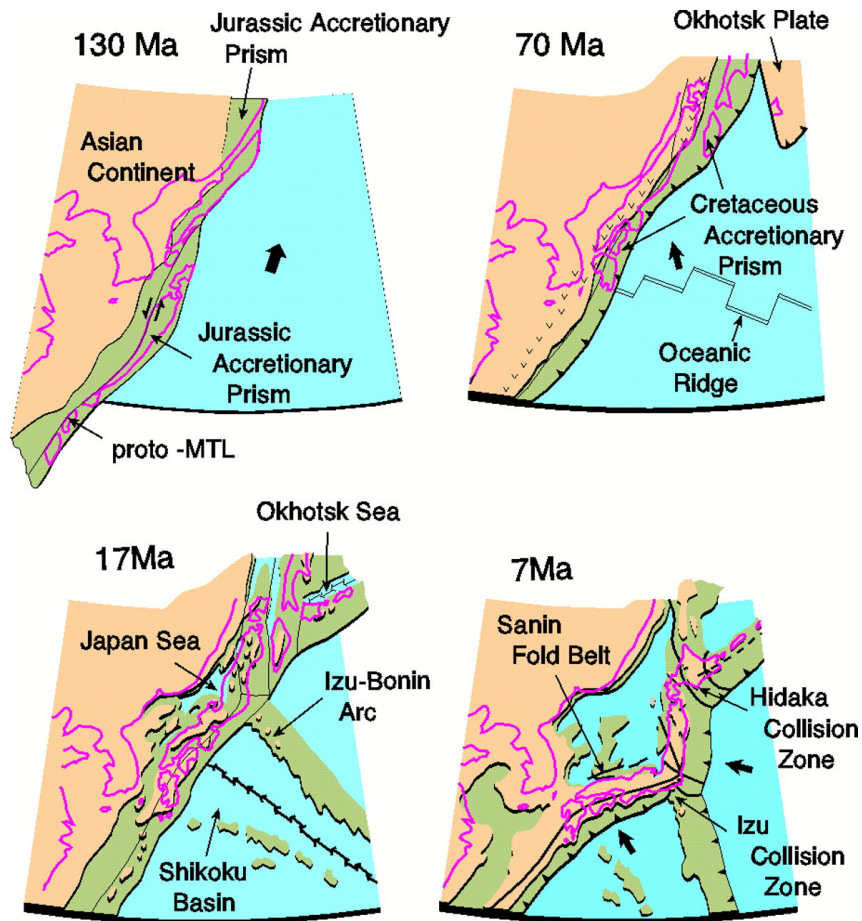 130 Ma
Jurassic Accretionary
Prism
Asian
Continent
Jurassic
Accretionary
Prism
proto -MTL
70 Ma
Okhotsk Plate
Cretaceous
Accretionary
Prism
Oceanic
Ridge
17Ma
Okhotsk Sea
Japan Sea
Izu-Bonin
Arc
Shikoku
Basin
7Ma
Sanin
Fold Belt
Hidaka
Collision
Zone
Izu
Collision
Zone